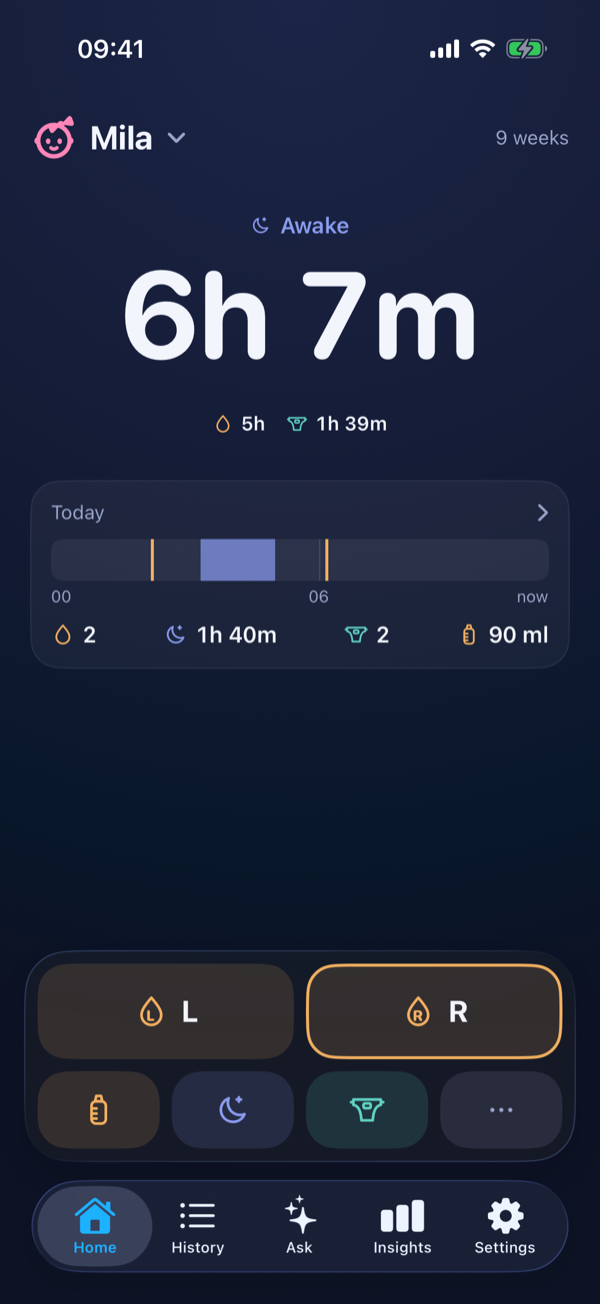 09:41
Mila
9 weeks
Awake
6h 7m
5h 1h 39m
Today
00 06 now
2 1h 40m 2 90 ml
L L R R
...
Home History Ask Insights Settings